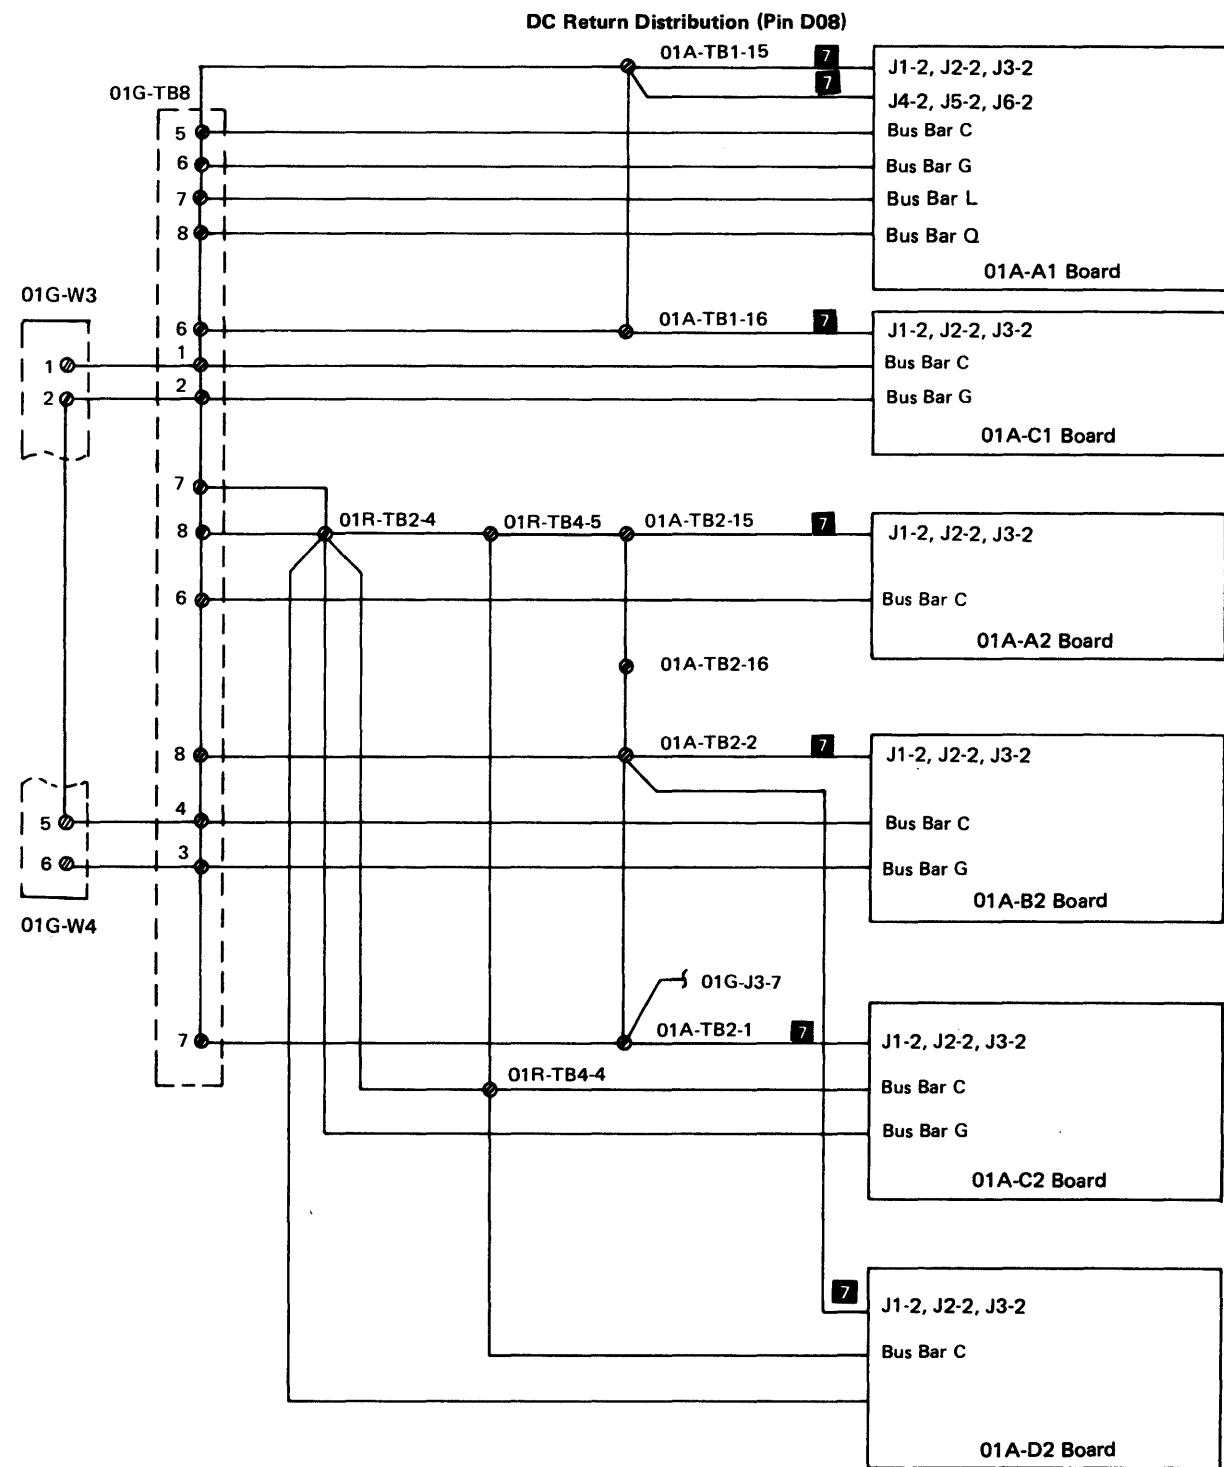 DC Return Distribution (Pin D08)
01A-TB1-15
7
J1-2, J2-2, J3-2
01G-TB8
7
J4-2, J5-2, J6-2
5
Bus Bar C
6
Bus Bar G
7
Bus Bar L
8
Bus Bar Q
01A-A1 Board
01G-W3
6
01A-TB1-16
7
J1-2, J2-2, J3-2
1
1
Bus Bar C
2
2
Bus Bar G
01A-C1 Board
7
8
01R-TB2-4
01R-TB4-5
01A-TB2-15
7
J1-2, J2-2, J3-2
6
Bus Bar C
01A-A2 Board
01A-TB2-16
8
01A-TB2-2
7
J1-2, J2-2, J3-2
5
4
Bus Bar C
6
3
Bus Bar G
01A-B2 Board
01G-W4
01G-J3-7
7
01A-TB2-1
7
J1-2, J2-2, J3-2
01R-TB4-4
Bus Bar C
Bus Bar G
01A-C2 Board
7
J1-2, J2-2, J3-2
Bus Bar C
01A-D2 Board